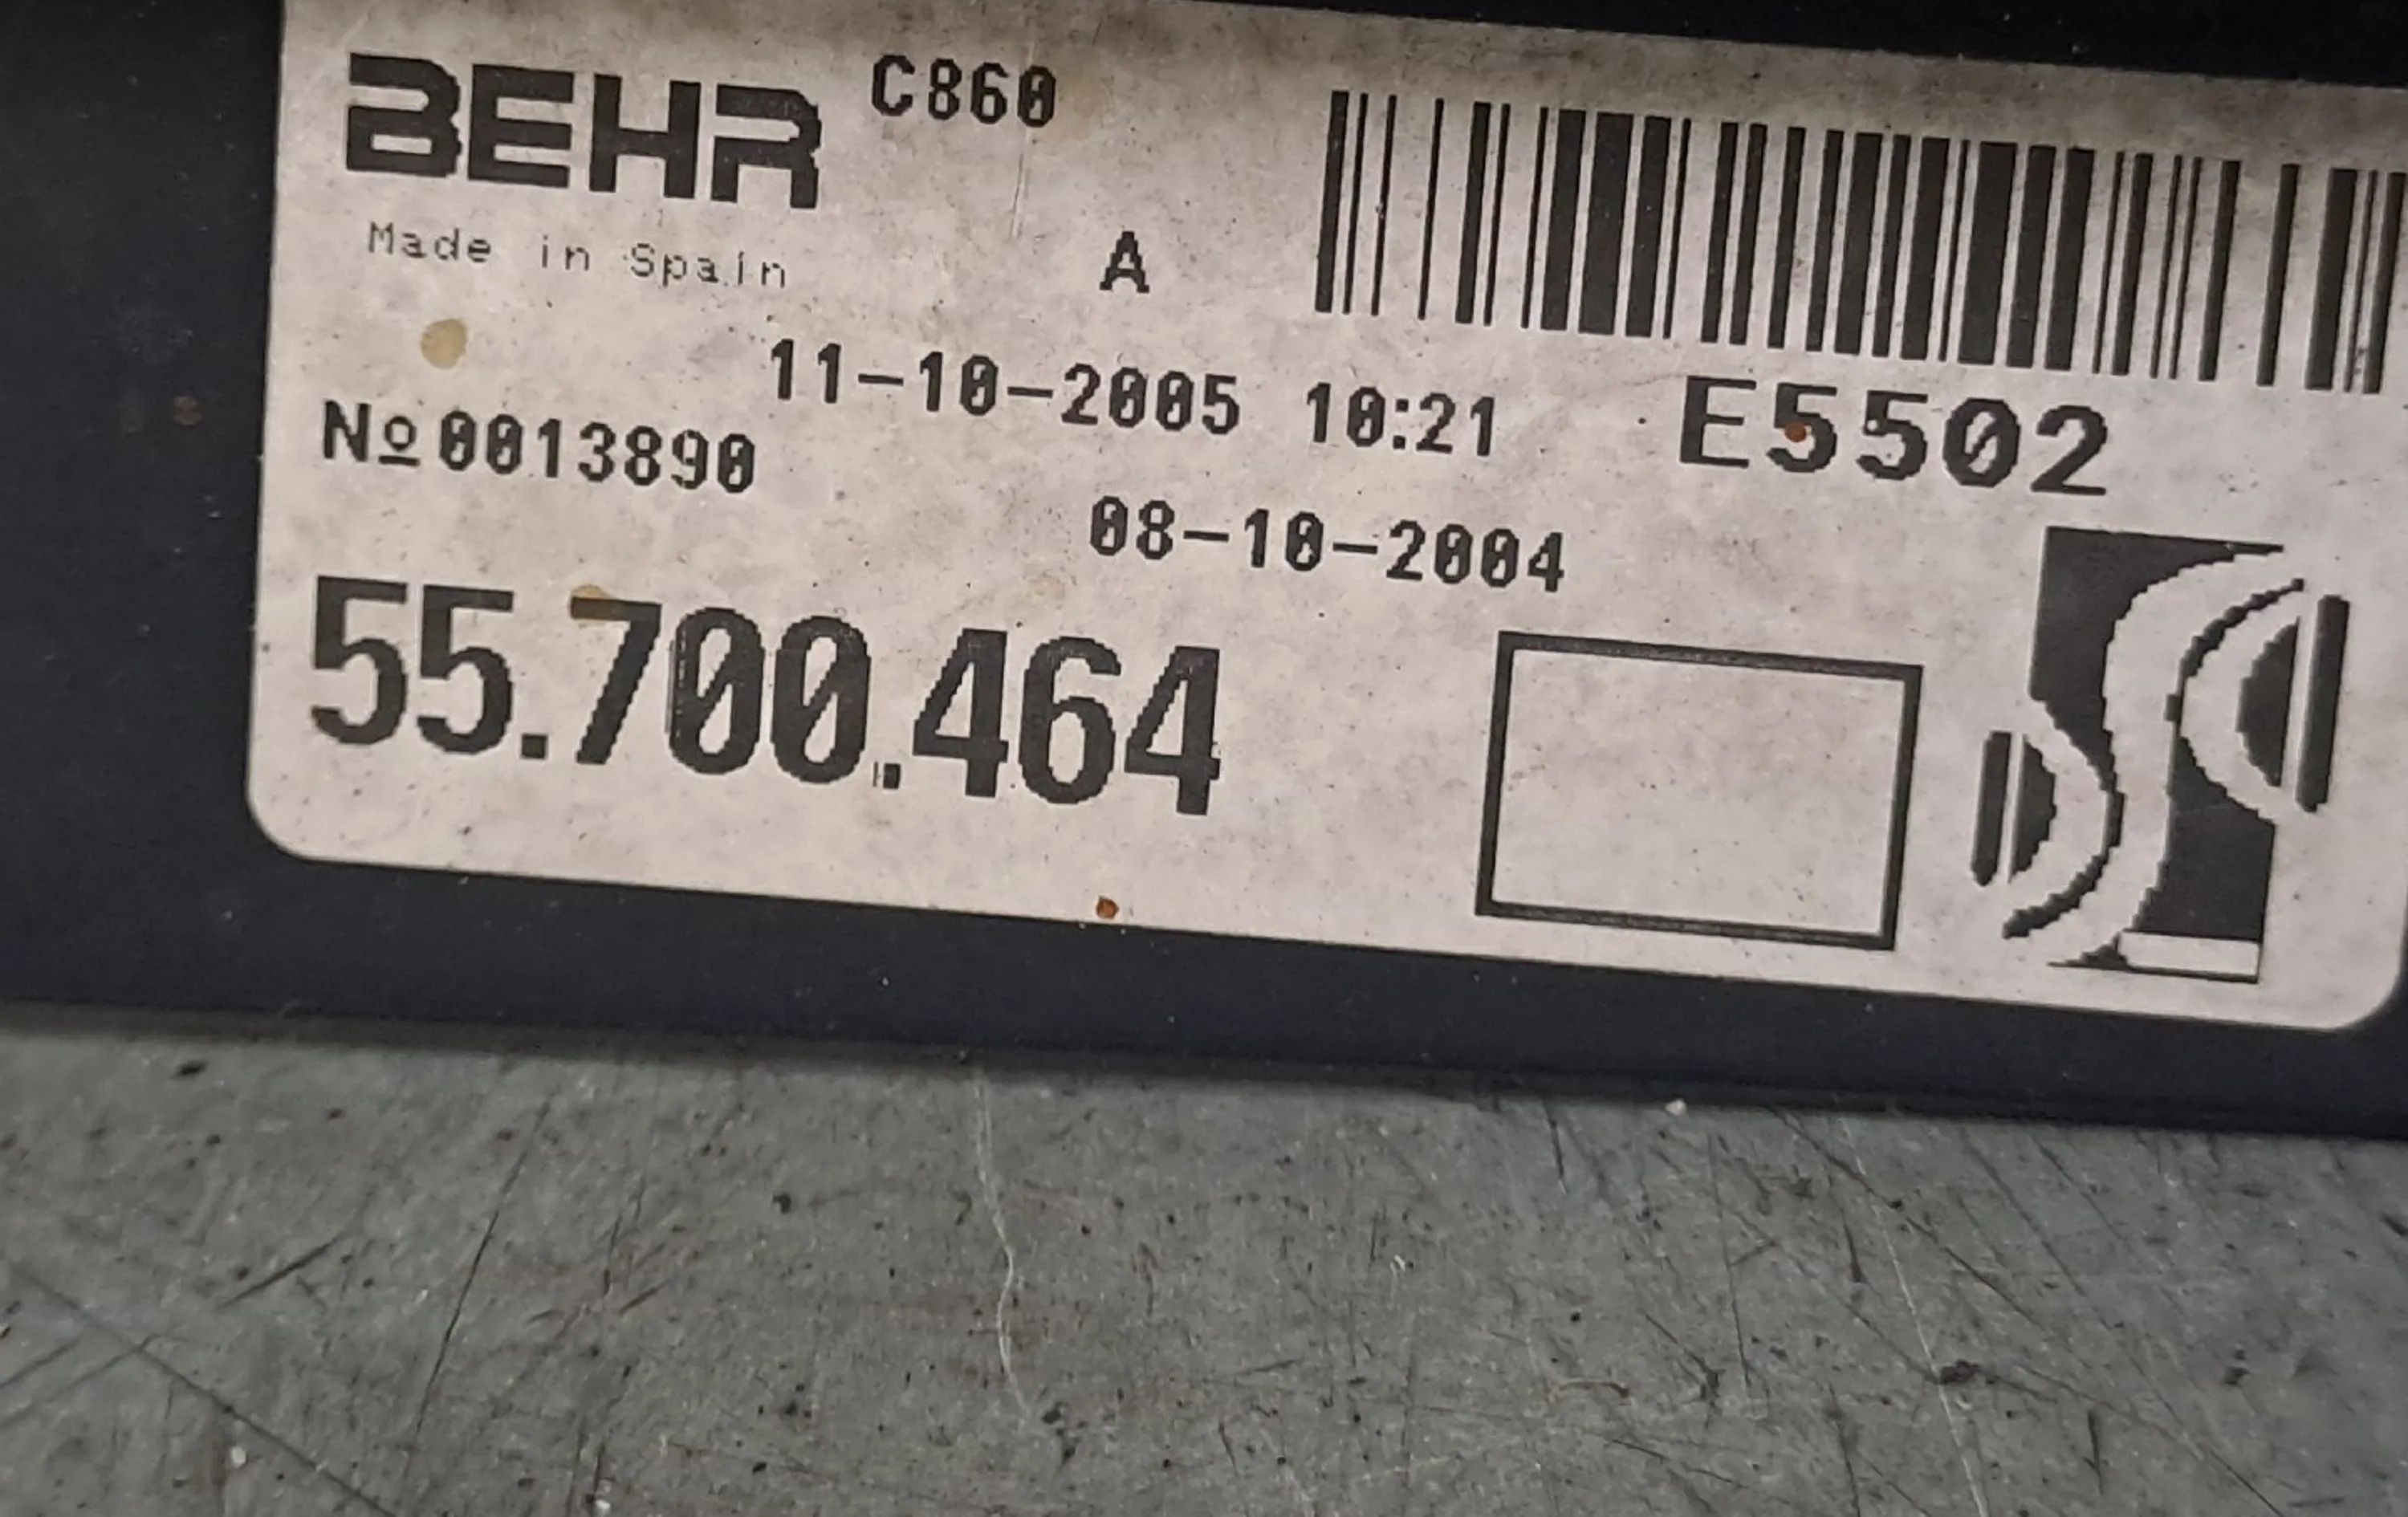 BEHR C860
Made in Spain A
11-10-2005 10:21 E5502
Nº0013890
08-10-2004
55.700.464